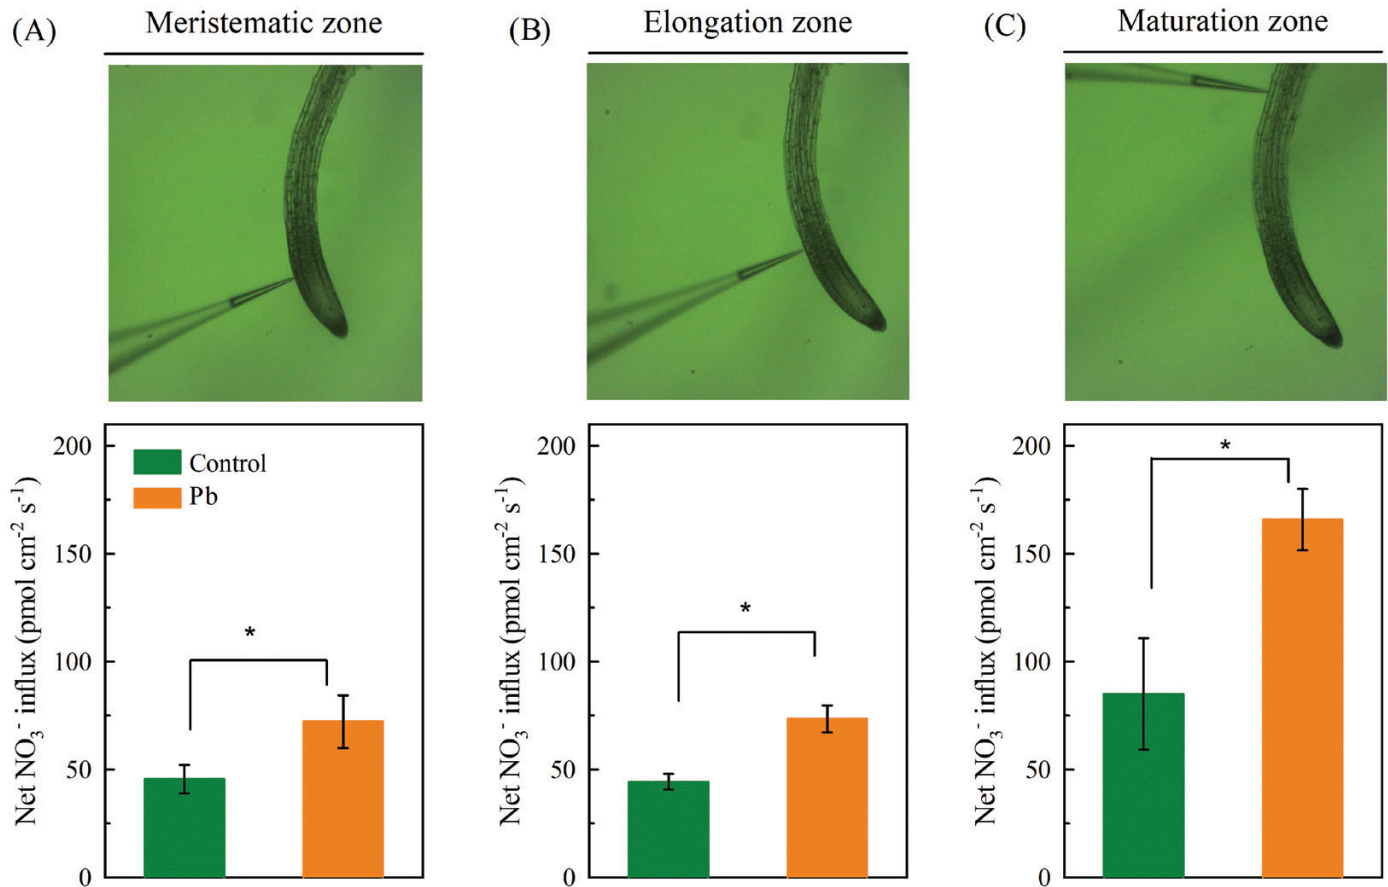 (A) Meristematic zone
(B) Elongation zone
(C) Maturation zone
Net NO₃⁻ influx (pmol cm⁻² s⁻¹)
200
150
100
50
0
Control
Pb
*
Net NO₃⁻ influx (pmol cm⁻² s⁻¹)
200
150
100
50
0
*
Net NO₃⁻ influx (pmol cm⁻² s⁻¹)
200
150
100
50
0
*